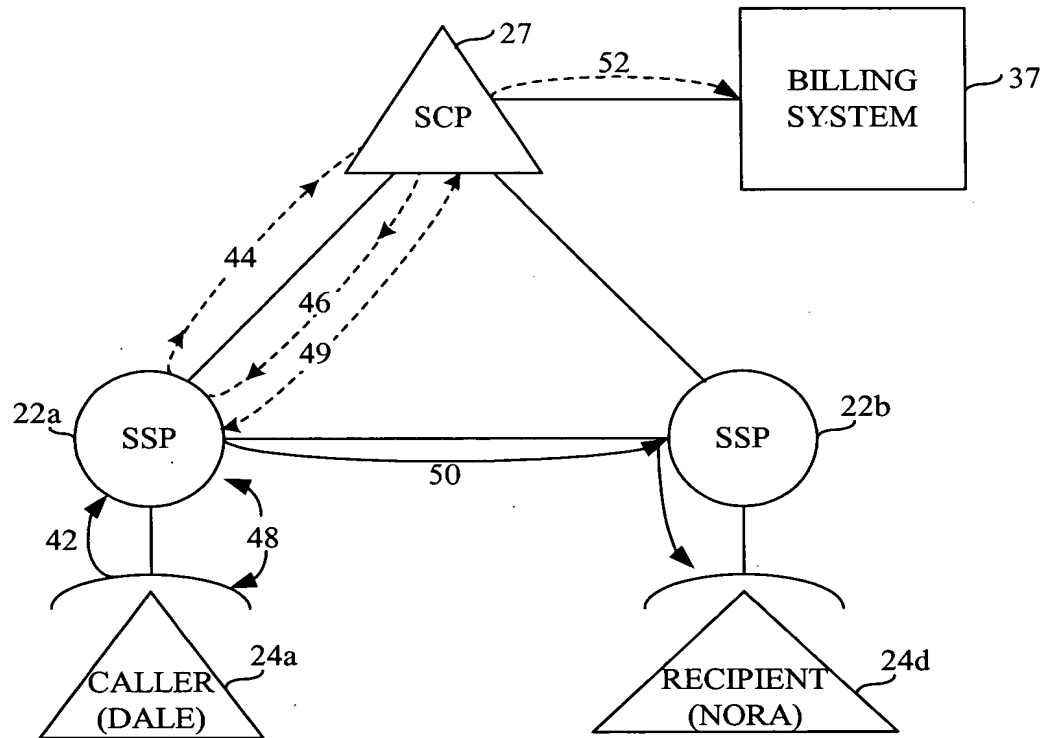 27
52
BILLING
SYSTEM
37
SCP
44
46
49
22a
SSP
SSP
22b
50
42
48
CALLER
(DALE)
24a
RECIPIENT
(NORA)
24d